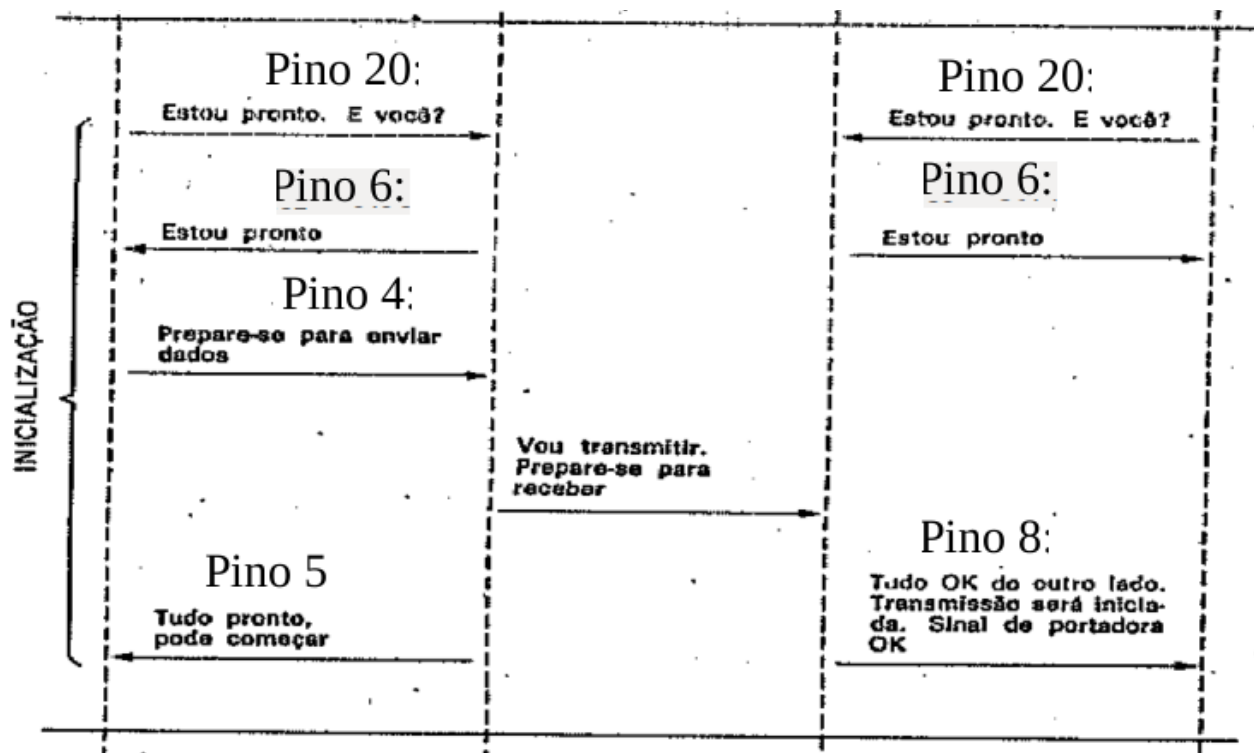 Pino 20:
Estou pronto. E você?
Pino 20:
Estou pronto. E você?
Pino 6:
Estou pronto
Pino 6:
Estou pronto
Pino 4:
Prepare-se para enviar
dados
INICIALIZAÇÃO
Vou transmitir.
Prepare-se para
receber
Pino 5
Tudo pronto,
pode começar
Pino 8:
Tudo OK do outro lado.
Transmissão será inicia-
da. Sinal de portadora
OK